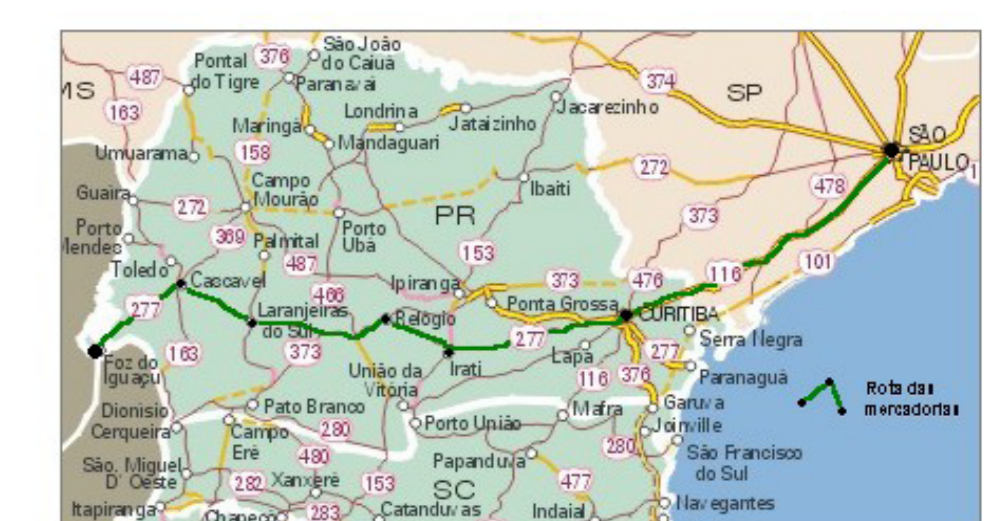 São João
do Caiuá
376
Pontal
do Tigre
487
Paranavaí
374
MS
SP
163
Londrina
Jacarezinho
Jataizinho
Maringá
Mandaguari
SÃO
PAULO
158
Umuarama
272
Ibaiti
478
Campo
Mourão
Guaíra
272
373
PR
Porto
Mendes
369
Palmital
Porto
Ubá
153
487
101
116
Toledo
Cascavel
Ipiranga
373
476
466
277
Laranjeiras
do Sul
Relógio
Ponta Grossa
CURITIBA
277
Serra Negra
Foz do
Iguaçu
163
373
Irati
Lapa
277
União da
Vitória
116
376
Paranaguá
Rota das
mercadorias
Dionisio
Cerqueira
Pato Branco
Mafra
Garuva
Campo
Erê
280
Porto União
Joinville
480
280
São Francisco
do Sul
São. Miguel
D' Oeste
Papanduva
282
Xanxerê
153
SC
477
Itapiranga
Chapecó
283
Catanduvas
Indaial
Navegantes